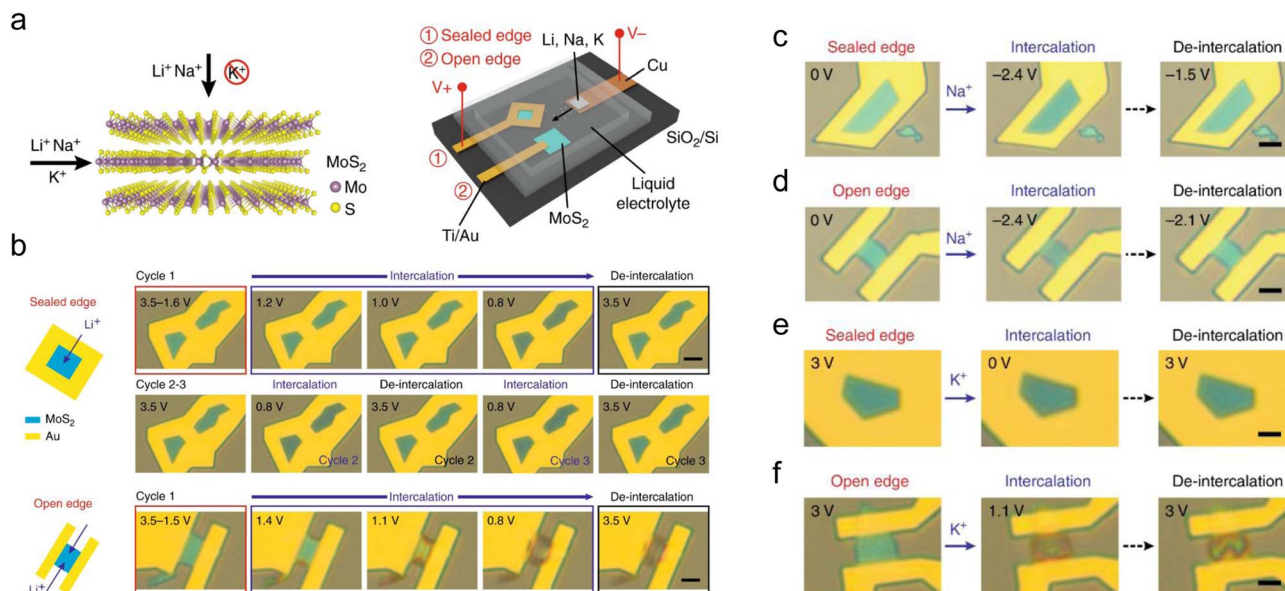 a
Li⁺ Na⁺ K⁺
Li⁺ Na⁺
K⁺
MoS₂
Mo
S
① Sealed edge
② Open edge
V+
Li, Na, K
V−
Cu
SiO₂/Si
①
②
Ti/Au
MoS₂
Liquid
electrolyte
b
Sealed edge
Li⁺
MoS₂
Au
Cycle 1
Intercalation
De-intercalation
3.5–1.6 V
1.2 V
1.0 V
0.8 V
3.5 V
Cycle 2-3
Intercalation
De-intercalation
Intercalation
De-intercalation
3.5 V
0.8 V
3.5 V
0.8 V
3.5 V
Cycle 2
Cycle 2
Cycle 3
Cycle 3
Open edge
Li⁺
Cycle 1
Intercalation
De-intercalation
3.5–1.5 V
1.4 V
1.1 V
0.8 V
3.5 V
c
Sealed edge
Intercalation
De-intercalation
0 V
Na⁺
−2.4 V
−1.5 V
d
Open edge
Intercalation
De-intercalation
0 V
Na⁺
−2.4 V
−2.1 V
e
Sealed edge
Intercalation
De-intercalation
3 V
K⁺
0 V
3 V
f
Open edge
Intercalation
De-intercalation
3 V
K⁺
1.1 V
3 V